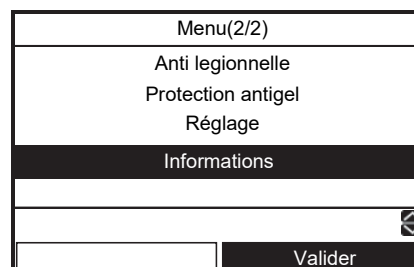 Menu(2/2)
Anti legionnelle
Protection antigel
Réglage
Informations
Valider